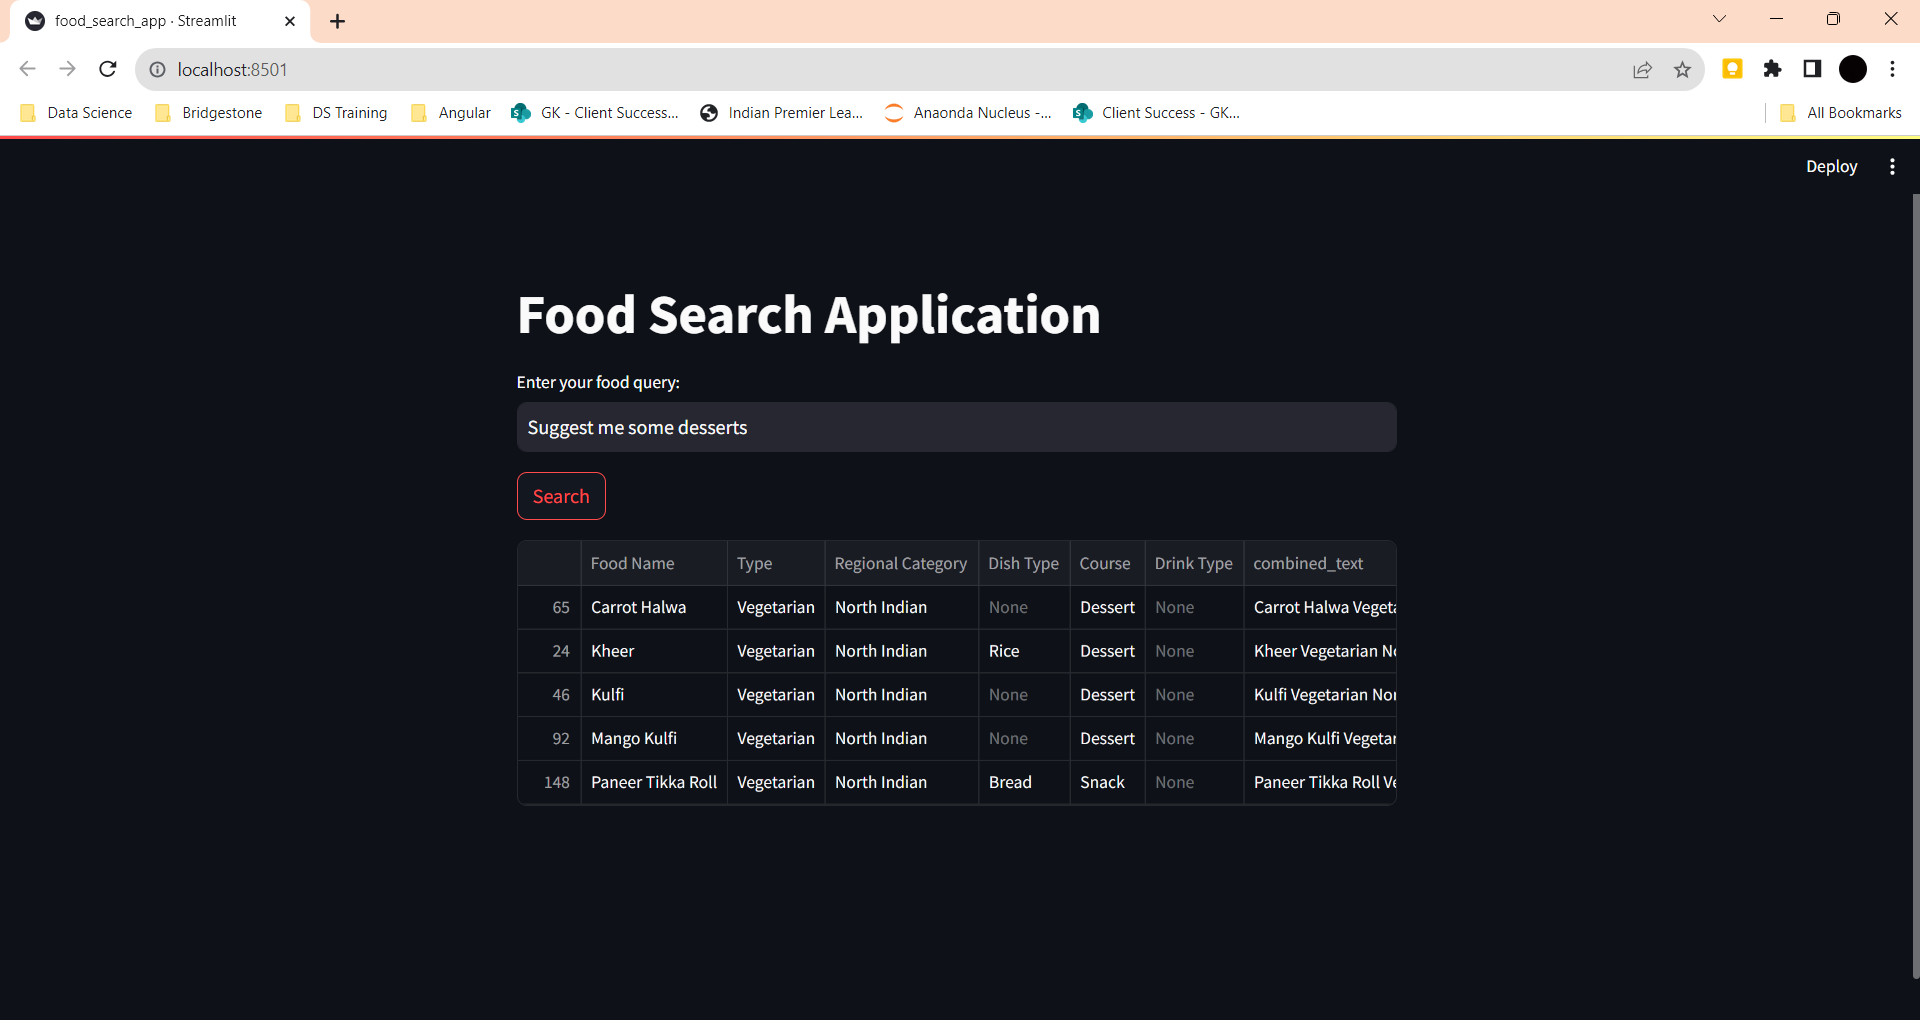 food_search_app · Streamlit
localhost:8501
Data Science Bridgestone DS Training Angular GK - Client Success... Indian Premier Lea... Anaonda Nucleus -... Client Success - GK... All Bookmarks
Deploy
Food Search Application
Enter your food query:
Suggest me some desserts
Search
Food Name Type Regional Category Dish Type Course Drink Type combined_text
65 Carrot Halwa Vegetarian North Indian None Dessert None Carrot Halwa Vegeta
24 Kheer Vegetarian North Indian Rice Dessert None Kheer Vegetarian No
46 Kulfi Vegetarian North Indian None Dessert None Kulfi Vegetarian Nor
92 Mango Kulfi Vegetarian North Indian None Dessert None Mango Kulfi Vegetar
148 Paneer Tikka Roll Vegetarian North Indian Bread Snack None Paneer Tikka Roll Ve